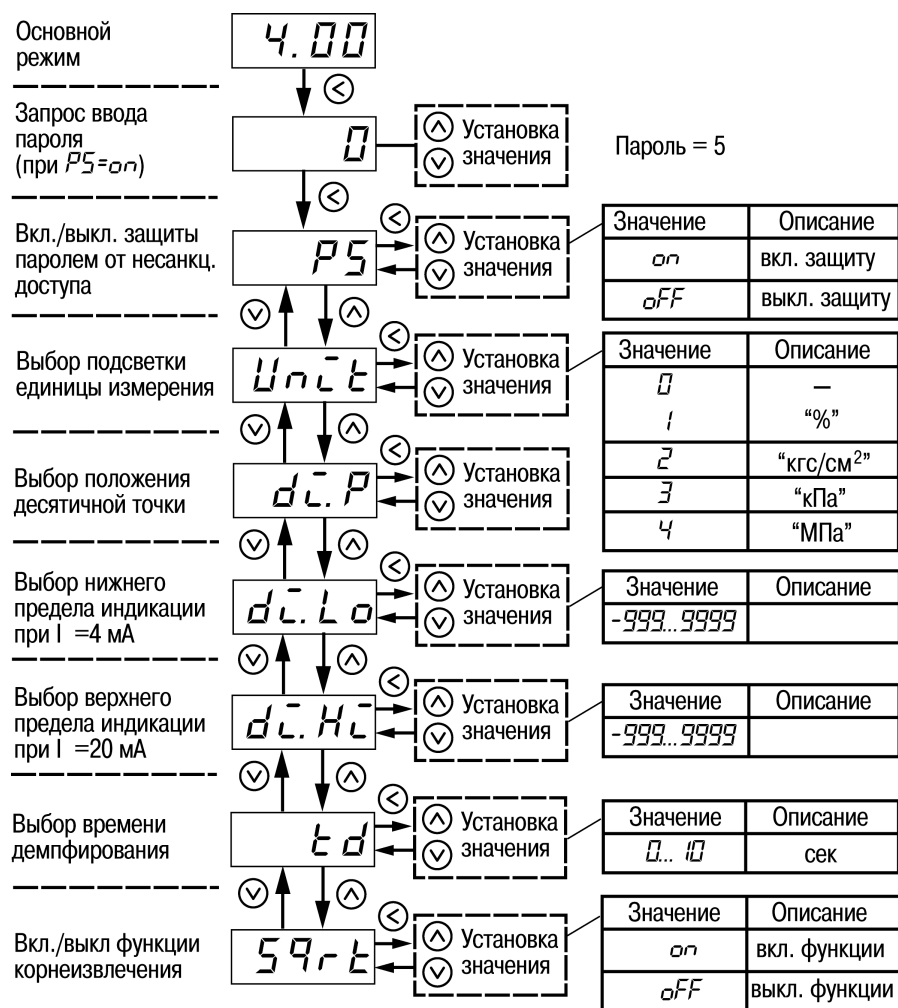 Основной
режим
4.00
Запрос ввода
пароля
(при PS=on)
0
Установка
значения
Пароль = 5
Вкл./выкл. защиты
паролем от несанкц.
доступа
PS
Установка
значения
Значение Описание
on вкл. защиту
oFF выкл. защиту
Выбор подсветки
единицы измерения
Unit
Установка
значения
Значение Описание
0 –
1 “%”
2 “кгс/см²”
3 “кПа”
4 “МПа”
Выбор положения
десятичной точки
di.P
Установка
значения
Выбор нижнего
предела индикации
при I =4 мА
di.Lo
Установка
значения
Значение Описание
-999...9999
Выбор верхнего
предела индикации
при I =20 мА
di.Hi
Установка
значения
Значение Описание
-999...9999
Выбор времени
демпфирования
td
Установка
значения
Значение Описание
0... 10 сек
Вкл./выкл функции
корнеизвлечения
Sqrt
Установка
значения
Значение Описание
on вкл. функции
oFF выкл. функции